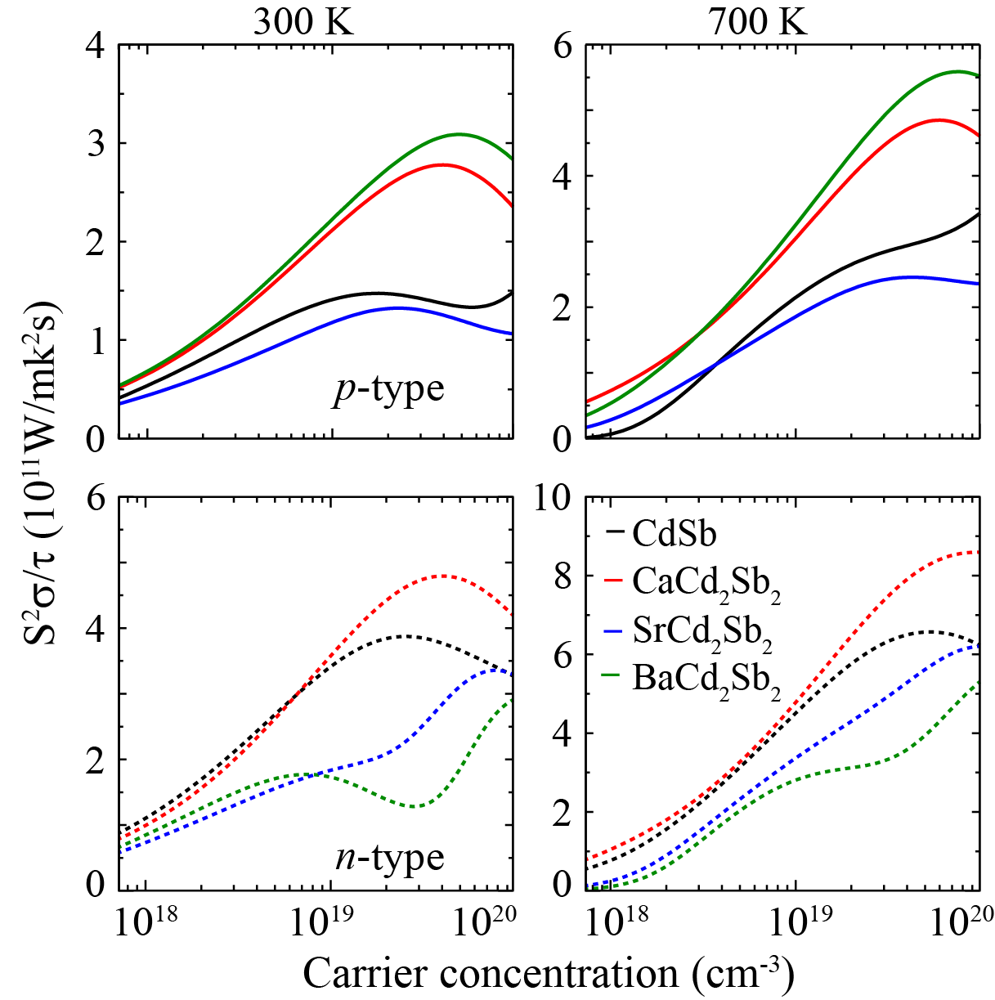 300 K
700 K
4
3
2
1
0
p-type
6
4
2
0
S²σ/τ (10¹¹W/mk²s)
6
4
2
0
n-type
10
8
6
4
2
0
CdSb
CaCd₂Sb₂
SrCd₂Sb₂
BaCd₂Sb₂
10¹⁸ 10¹⁹ 10²⁰
10¹⁸ 10¹⁹ 10²⁰
Carrier concentration (cm⁻³)